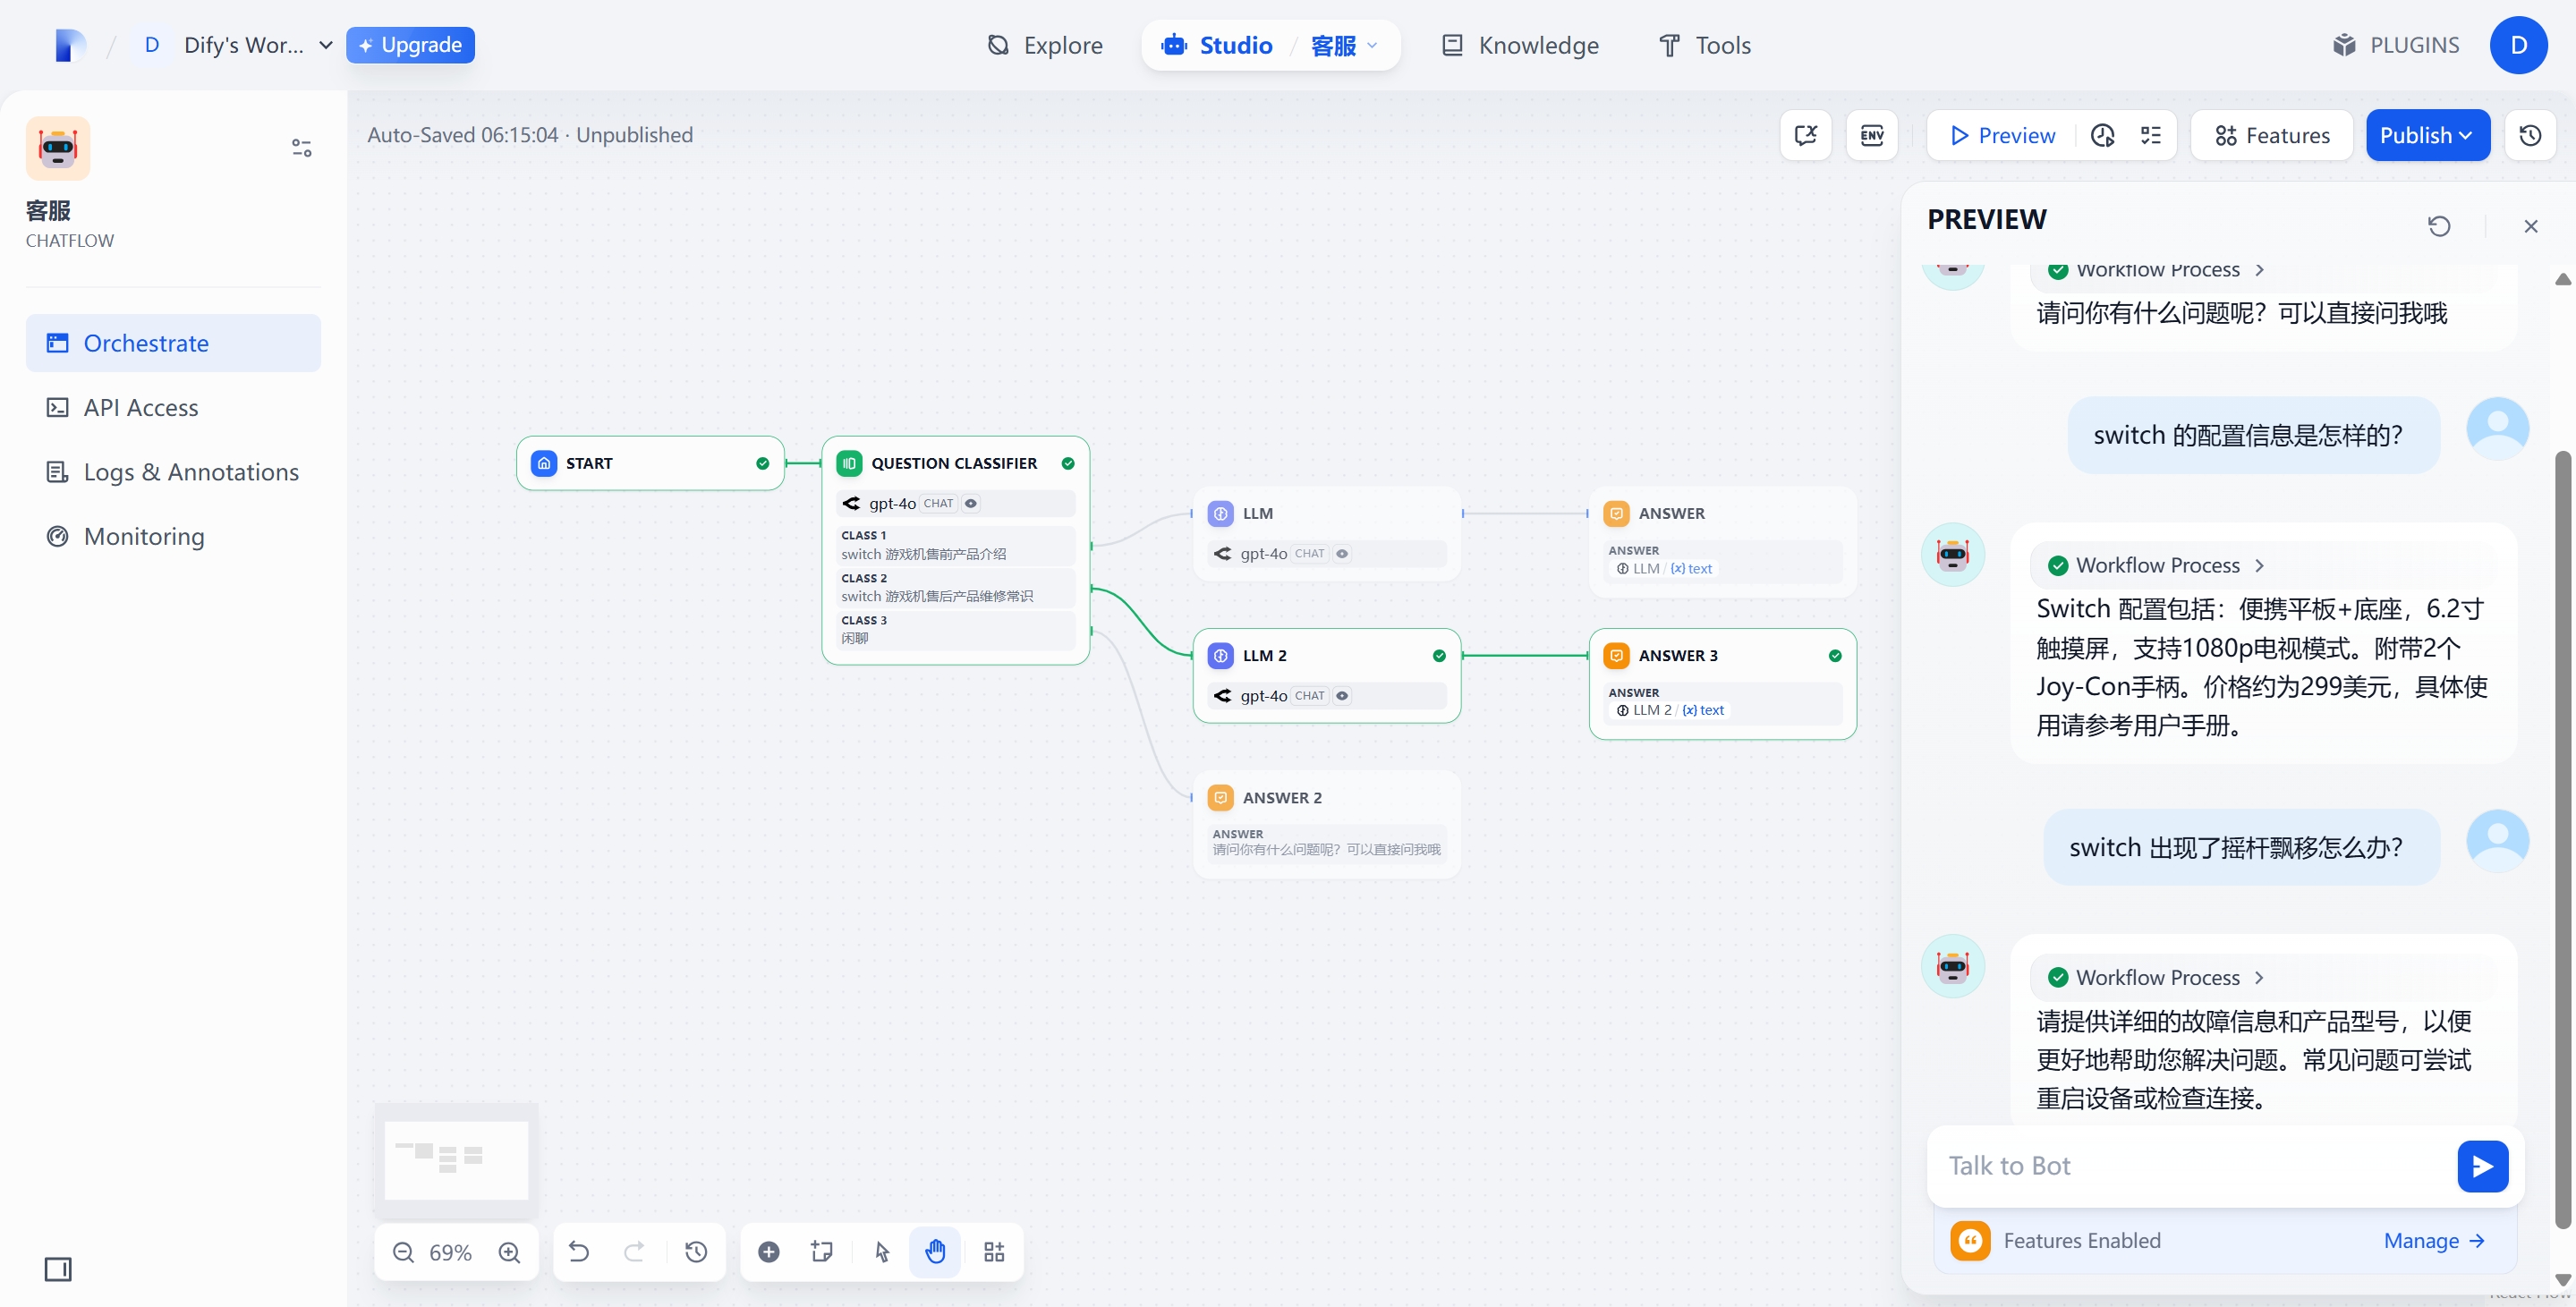 D
Dify's Wor...
Upgrade
Explore
Studio / 客服
Knowledge
Tools
PLUGINS
D
客服
CHATFLOW
Orchestrate
API Access
Logs & Annotations
Monitoring
Auto-Saved 06:15:04 · Unpublished
ENV
Preview
Features
Publish
START
QUESTION CLASSIFIER
gpt-4o CHAT
CLASS 1
switch 游戏机售前产品介绍
CLASS 2
switch 游戏机售后产品维修常识
CLASS 3
闲聊
LLM
gpt-4o CHAT
ANSWER
ANSWER
LLM / (x) text
LLM 2
gpt-4o CHAT
ANSWER 3
ANSWER
LLM 2 / (x) text
ANSWER 2
ANSWER
请问你有什么问题呢？可以直接问我哦
69%
PREVIEW
Workflow Process
请问你有什么问题呢？可以直接问我哦
switch 的配置信息是怎样的？
Workflow Process
Switch 配置包括：便携平板+底座，6.2寸
触摸屏，支持1080p电视模式。附带2个
Joy-Con手柄。价格约为299美元，具体使
用请参考用户手册。
switch 出现了摇杆飘移怎么办？
Workflow Process
请提供详细的故障信息和产品型号，以便
更好地帮助您解决问题。常见问题可尝试
重启设备或检查连接。
Talk to Bot
Features Enabled
Manage →